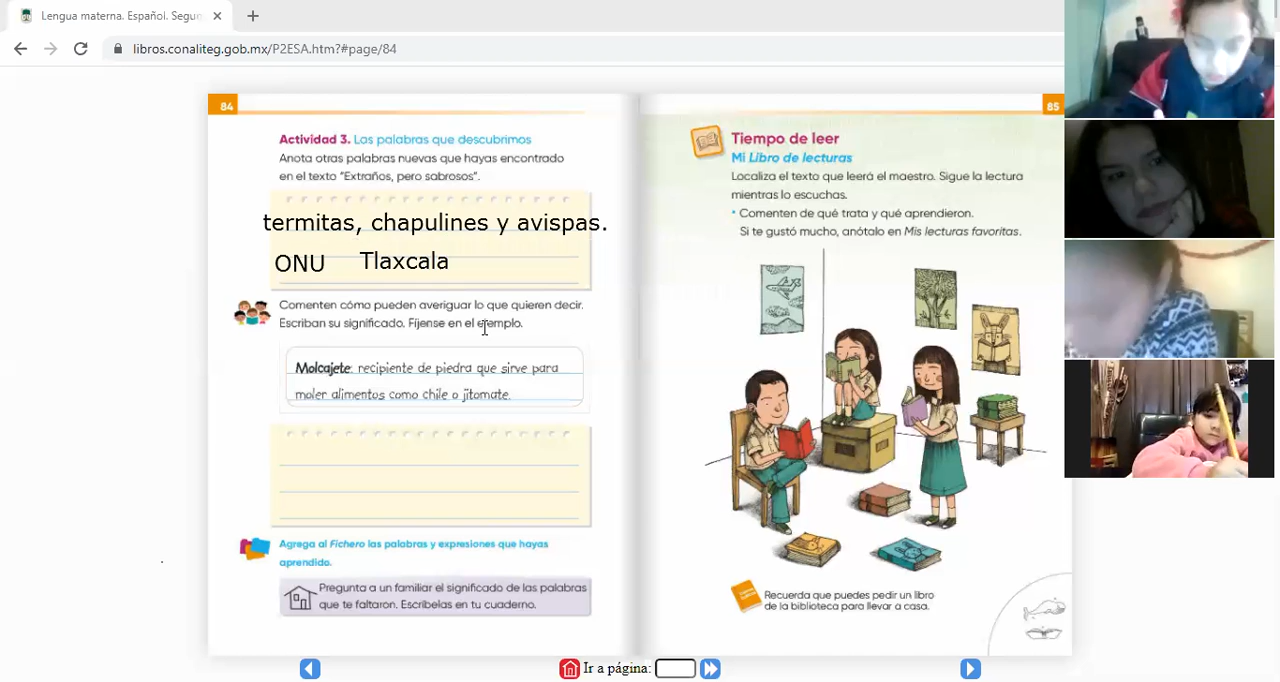 Lengua materna. Español. Segu
libros.conaliteg.gob.mx/P2ESA.htm?#page/84
84
Actividad 3. Las palabras que descubrimos
Anota otras palabras nuevas que hayas encontrado
en el texto "Extraños, pero sabrosos".
termitas, chapulines y avispas.
ONU Tlaxcala
Comenten cómo pueden averiguar lo que quieren decir.
Escriban su significado. Fíjense en el ejemplo.
Molcajete: recipiente de piedra que sirve para
moler alimentos como chile o jitomate.
Agrega al Fichero las palabras y expresiones que hayas
aprendido.
Pregunta a un familiar el significado de las palabras
que te faltaron. Escríbelas en tu cuaderno.
85
Tiempo de leer
Mi Libro de lecturas
Localiza el texto que leerá el maestro. Sigue la lectura
mientras lo escuchas.
• Comenten de qué trata y qué aprendieron.
Si te gustó mucho, anótalo en Mis lecturas favoritas.
Recuerda que puedes pedir un libro
de la biblioteca para llevar a casa.
Ir a página: